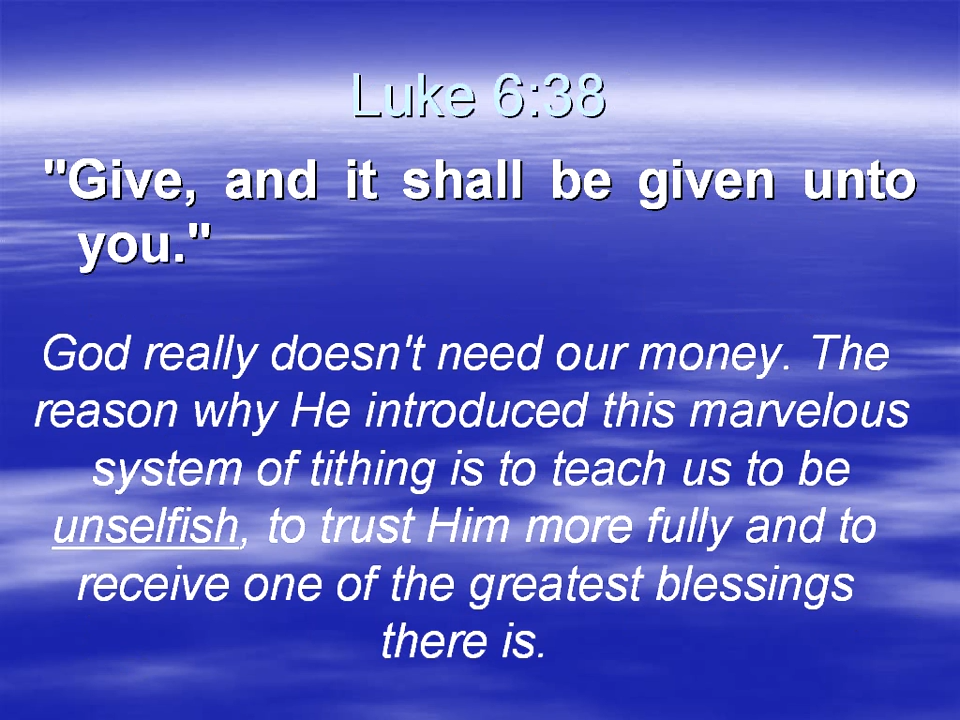 Luke 6:38
"Give, and it shall be given unto
you."
God really doesn't need our money. The
reason why He introduced this marvelous
system of tithing is to teach us to be
unselfish, to trust Him more fully and to
receive one of the greatest blessings
there is.